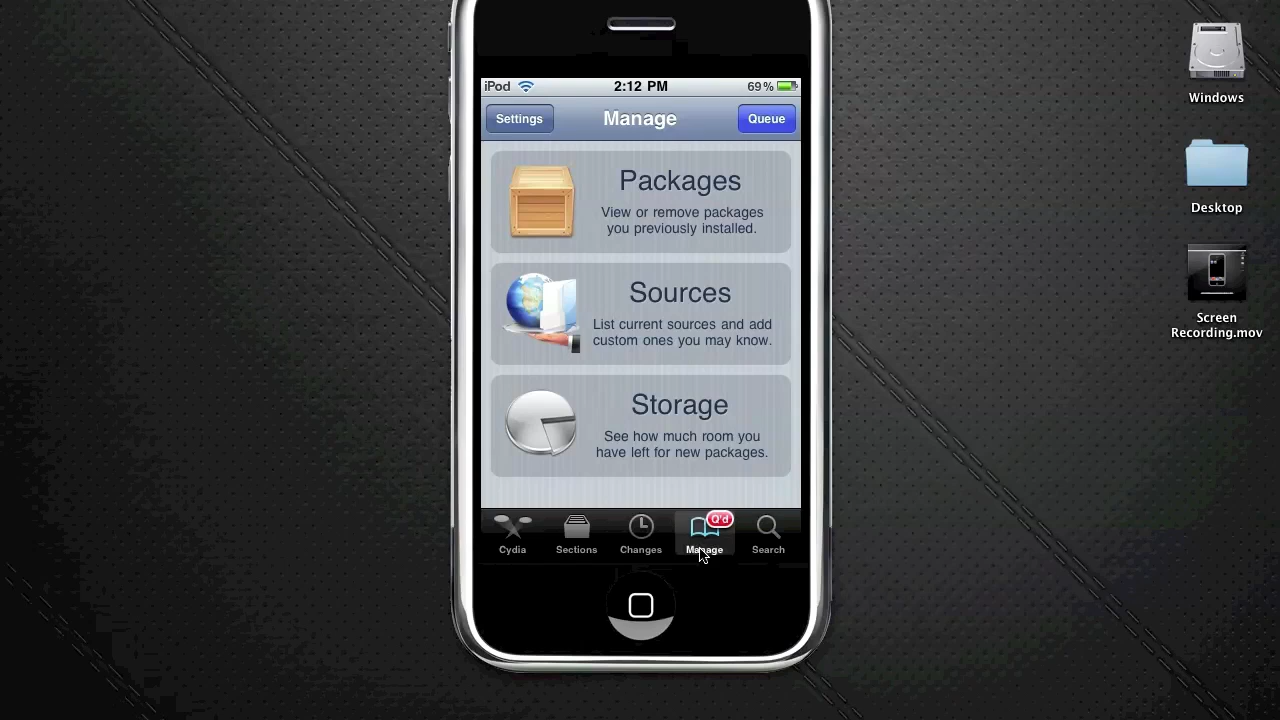 iPod
2:12 PM
69%
Settings
Manage
Queue
Packages
View or remove packages
you previously installed.
Sources
List current sources and add
custom ones you may know.
Storage
See how much room you
have left for new packages.
Q'd
Cydia
Sections
Changes
Manage
Search
Windows
Desktop
Screen
Recording.mov